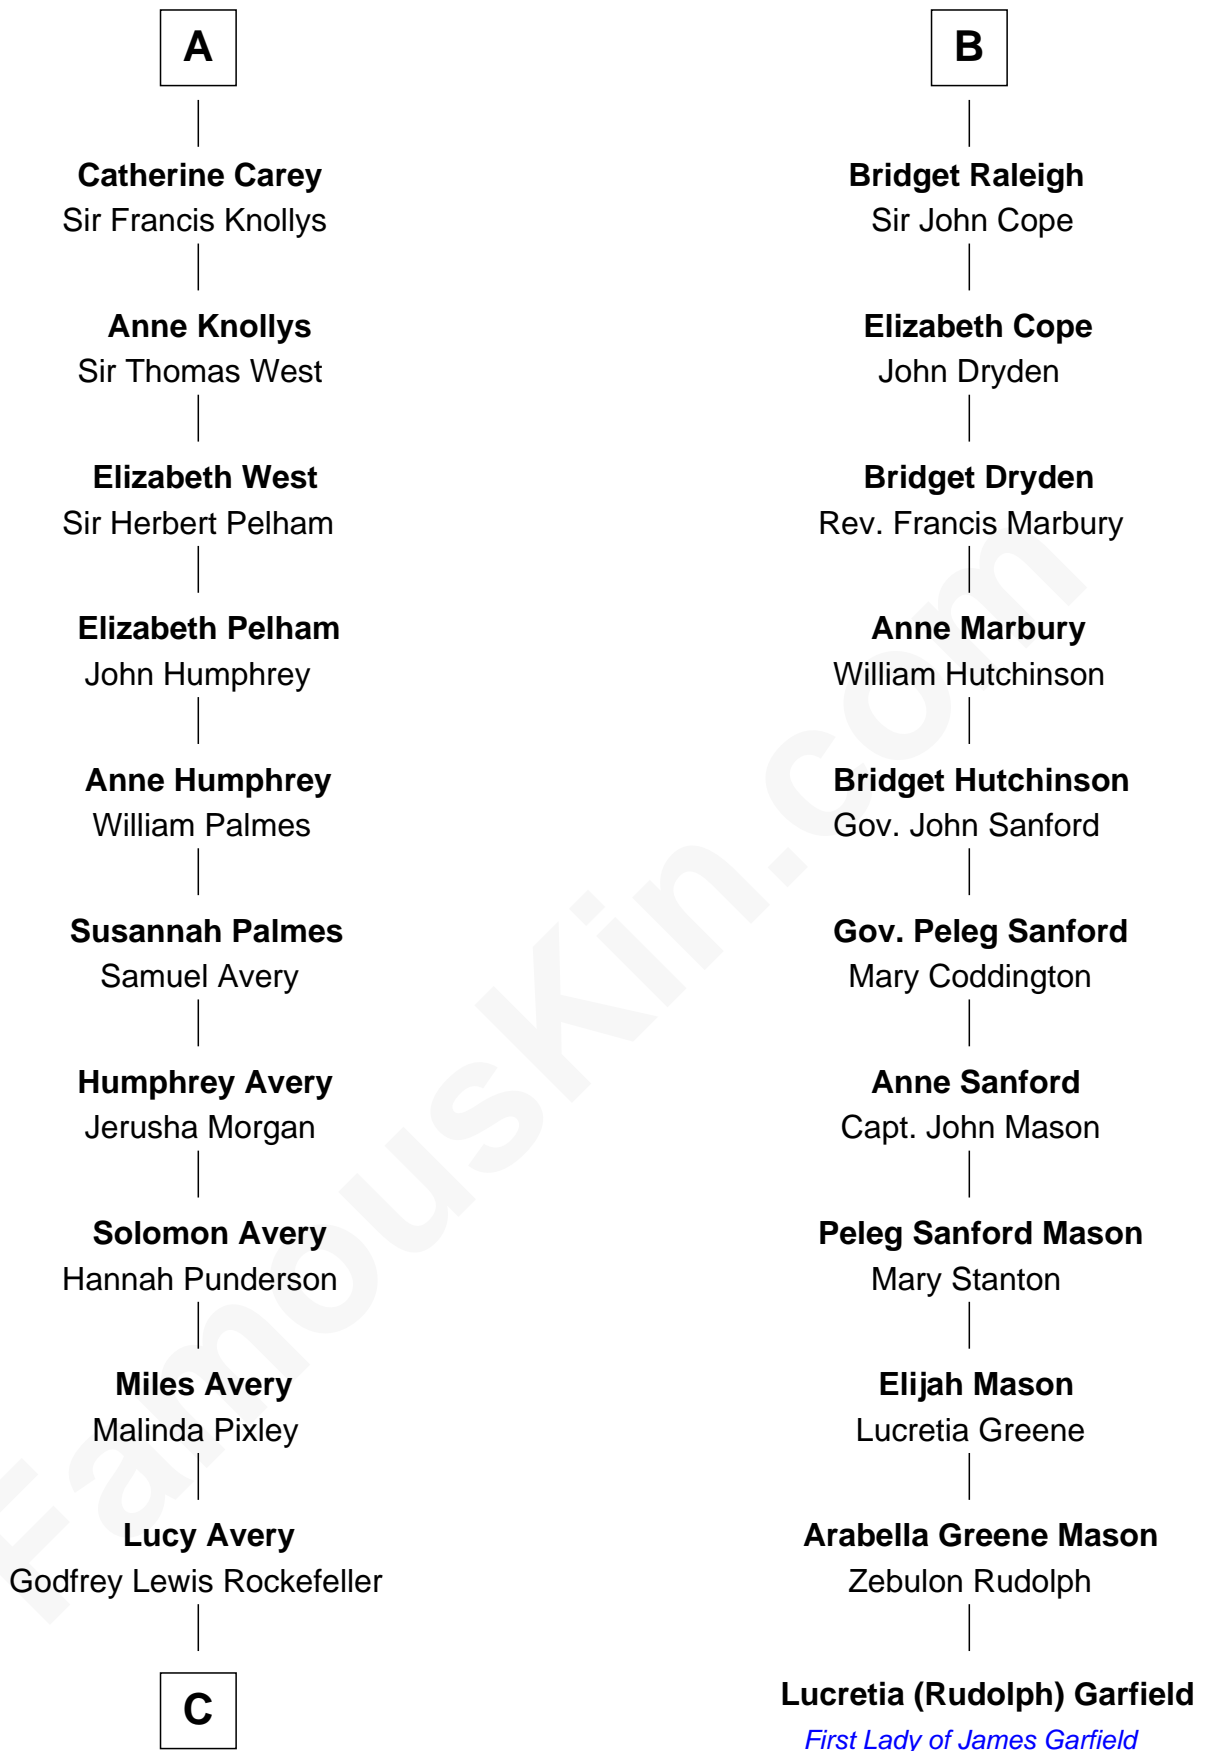 A
Catherine Carey
Sir Francis Knollys
Anne Knollys
Sir Thomas West
Elizabeth West
Sir Herbert Pelham
Elizabeth Pelham
John Humphrey
Anne Humphrey
William Palmes
Susannah Palmes
Samuel Avery
Humphrey Avery
Jerusha Morgan
Solomon Avery
Hannah Punderson
Miles Avery
Malinda Pixley
Lucy Avery
Godfrey Lewis Rockefeller
C
B
Bridget Raleigh
Sir John Cope
Elizabeth Cope
John Dryden
Bridget Dryden
Rev. Francis Marbury
Anne Marbury
William Hutchinson
Bridget Hutchinson
Gov. John Sanford
Gov. Peleg Sanford
Mary Coddington
Anne Sanford
Capt. John Mason
Peleg Sanford Mason
Mary Stanton
Elijah Mason
Lucretia Greene
Arabella Greene Mason
Zebulon Rudolph
Lucretia (Rudolph) Garfield
First Lady of James Garfield
FamousKin.com